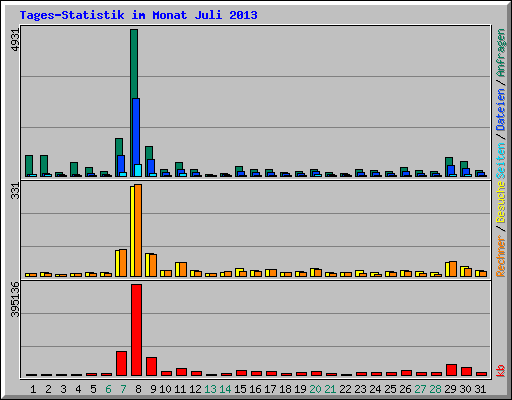 Tages-Statistik im Monat Juli 2013
4931
331
395136
Rechner / Besuche Seiten / Dateien / Anfragen
kb
1 2 3 4 5 6 7 8 9 10 11 12 13 14 15 16 17 18 19 20 21 22 23 24 25 26 27 28 29 30 31